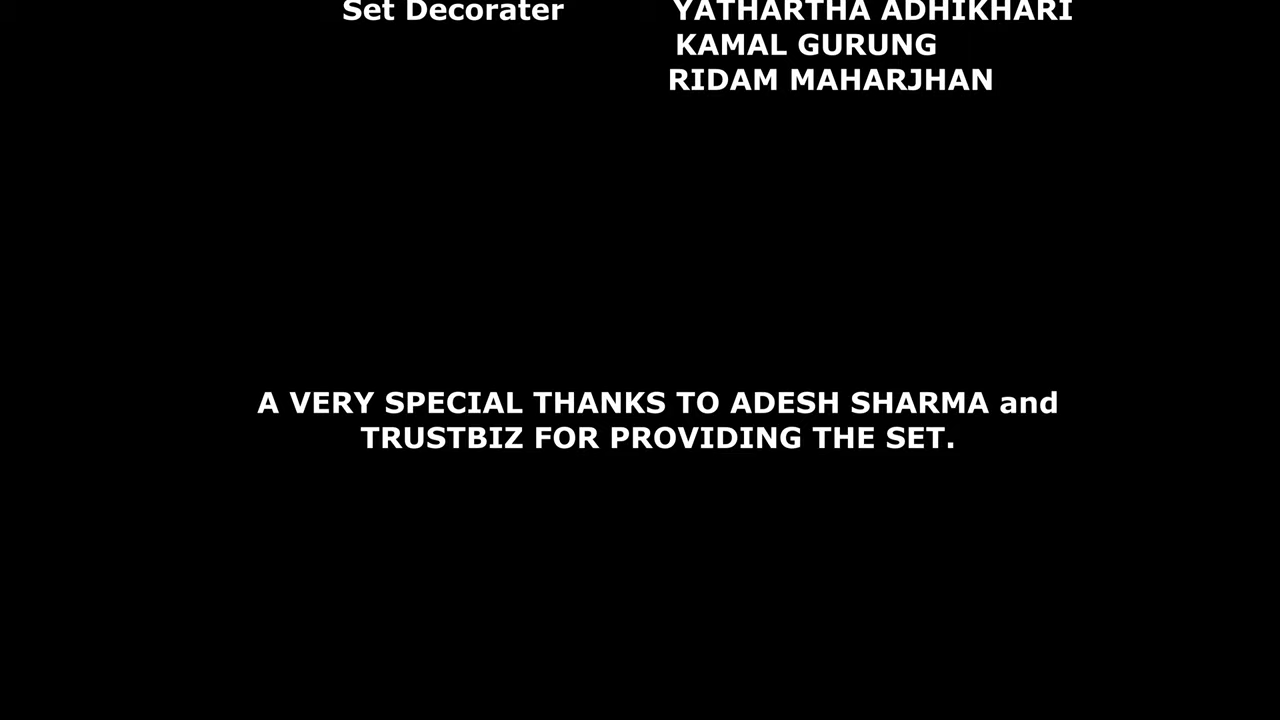 Set Decorater YATHARTHA ADHIKHARI
KAMAL GURUNG
RIDAM MAHARJHAN
A VERY SPECIAL THANKS TO ADESH SHARMA and
TRUSTBIZ FOR PROVIDING THE SET.